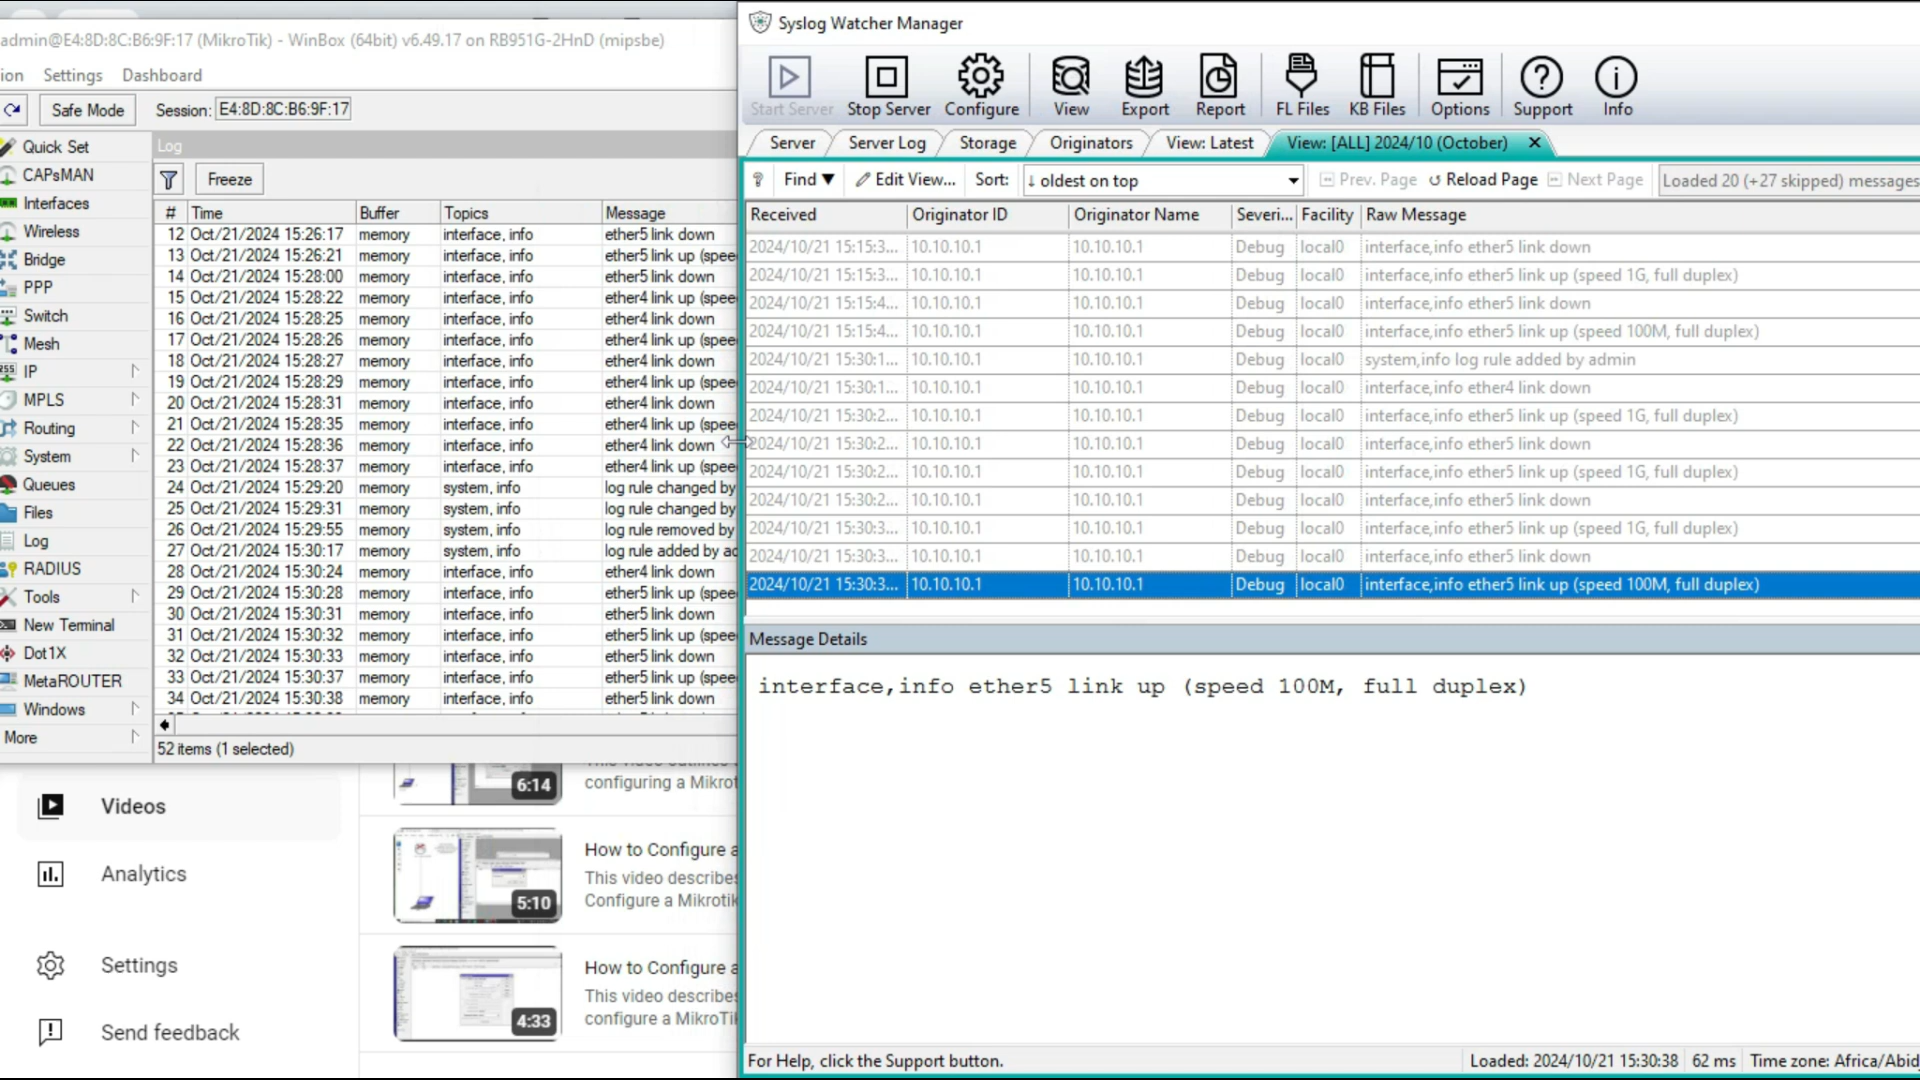 admin@E4:8D:8C:B6:9F:17 (MikroTik) - WinBox (64bit) v6.49.17 on RB951G-2HnD (mipsbe)
ion Settings Dashboard
Safe Mode Session: E4:8D:8C:B6:9F:17
Quick Set
CAPsMAN
Interfaces
Wireless
Bridge
PPP
Switch
Mesh
255 IP
MPLS
Routing
System
Queues
Files
Log
RADIUS
Tools
New Terminal
Dot1X
MetaROUTER
Windows
More
Log
Freeze
# Time Buffer Topics Message
12 Oct/21/2024 15:26:17 memory interface, info ether5 link down
13 Oct/21/2024 15:26:21 memory interface, info ether5 link up (spee
14 Oct/21/2024 15:28:00 memory interface, info ether5 link down
15 Oct/21/2024 15:28:22 memory interface, info ether4 link up (spee
16 Oct/21/2024 15:28:25 memory interface, info ether4 link down
17 Oct/21/2024 15:28:26 memory interface, info ether4 link up (spee
18 Oct/21/2024 15:28:27 memory interface, info ether4 link down
19 Oct/21/2024 15:28:29 memory interface, info ether4 link up (spee
20 Oct/21/2024 15:28:31 memory interface, info ether4 link down
21 Oct/21/2024 15:28:35 memory interface, info ether4 link up (spee
22 Oct/21/2024 15:28:36 memory interface, info ether4 link down
23 Oct/21/2024 15:28:37 memory interface, info ether4 link up (spee
24 Oct/21/2024 15:29:20 memory system, info log rule changed by
25 Oct/21/2024 15:29:31 memory system, info log rule changed by
26 Oct/21/2024 15:29:55 memory system, info log rule removed by
27 Oct/21/2024 15:30:17 memory system, info log rule added by ad
28 Oct/21/2024 15:30:24 memory interface, info ether4 link down
29 Oct/21/2024 15:30:28 memory interface, info ether5 link up (spee
30 Oct/21/2024 15:30:31 memory interface, info ether5 link down
31 Oct/21/2024 15:30:32 memory interface, info ether5 link up (spee
32 Oct/21/2024 15:30:33 memory interface, info ether5 link down
33 Oct/21/2024 15:30:37 memory interface, info ether5 link up (spee
34 Oct/21/2024 15:30:38 memory interface, info ether5 link down
52 items (1 selected)
Videos
Analytics
Settings
Send feedback
6:14
configuring a Mikrot
How to Configure a
This video describes
Configure a Mikrotik
5:10
How to Configure a
This video describes
configure a MikroTi
4:33
Syslog Watcher Manager
Start Server Stop Server Configure View Export Report FL Files KB Files Options Support Info
Server Server Log Storage Originators View: Latest View: [ALL] 2024/10 (October)
? Find Edit View... Sort: ↓ oldest on top Prev. Page Reload Page Next Page Loaded 20 (+27 skipped) messages
Received Originator ID Originator Name Severi... Facility Raw Message
2024/10/21 15:15:3... 10.10.10.1 10.10.10.1 Debug local0 interface,info ether5 link down
2024/10/21 15:15:3... 10.10.10.1 10.10.10.1 Debug local0 interface,info ether5 link up (speed 1G, full duplex)
2024/10/21 15:15:4... 10.10.10.1 10.10.10.1 Debug local0 interface,info ether5 link down
2024/10/21 15:15:4... 10.10.10.1 10.10.10.1 Debug local0 interface,info ether5 link up (speed 100M, full duplex)
2024/10/21 15:30:1... 10.10.10.1 10.10.10.1 Debug local0 system,info log rule added by admin
2024/10/21 15:30:1... 10.10.10.1 10.10.10.1 Debug local0 interface,info ether4 link down
2024/10/21 15:30:2... 10.10.10.1 10.10.10.1 Debug local0 interface,info ether5 link up (speed 1G, full duplex)
2024/10/21 15:30:2... 10.10.10.1 10.10.10.1 Debug local0 interface,info ether5 link down
2024/10/21 15:30:2... 10.10.10.1 10.10.10.1 Debug local0 interface,info ether5 link up (speed 1G, full duplex)
2024/10/21 15:30:2... 10.10.10.1 10.10.10.1 Debug local0 interface,info ether5 link down
2024/10/21 15:30:3... 10.10.10.1 10.10.10.1 Debug local0 interface,info ether5 link up (speed 1G, full duplex)
2024/10/21 15:30:3... 10.10.10.1 10.10.10.1 Debug local0 interface,info ether5 link down
2024/10/21 15:30:3... 10.10.10.1 10.10.10.1 Debug local0 interface,info ether5 link up (speed 100M, full duplex)
Message Details
interface,info ether5 link up (speed 100M, full duplex)
For Help, click the Support button. Loaded: 2024/10/21 15:30:38 62 ms Time zone: Africa/Abid